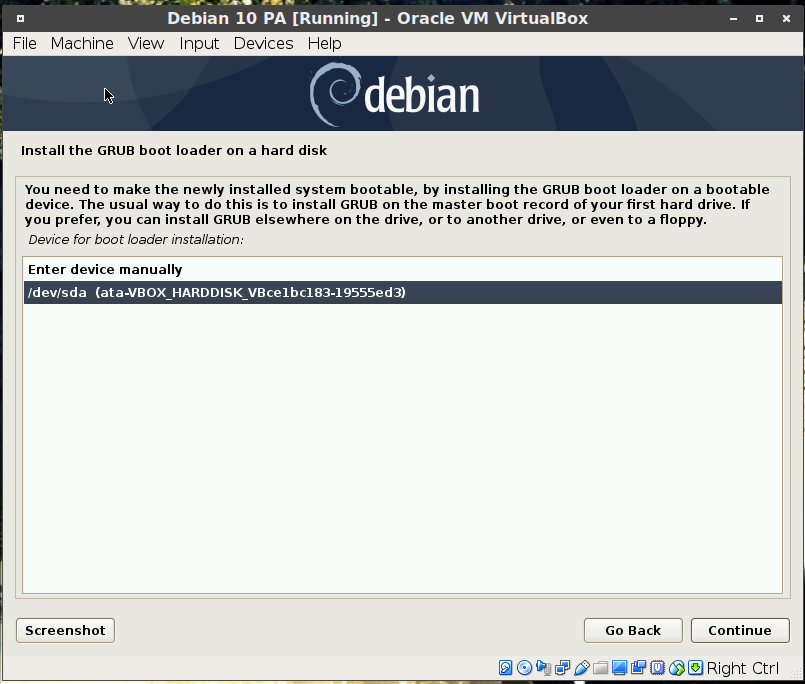 Debian 10 PA [Running] - Oracle VM VirtualBox
File Machine View Input Devices Help
debian
Install the GRUB boot loader on a hard disk
You need to make the newly installed system bootable, by installing the GRUB boot loader on a bootable
device. The usual way to do this is to install GRUB on the master boot record of your first hard drive. If
you prefer, you can install GRUB elsewhere on the drive, or to another drive, or even to a floppy.
Device for boot loader installation:
Enter device manually
/dev/sda (ata-VBOX_HARDDISK_VBce1bc183-19555ed3)
Screenshot Go Back Continue
Right Ctrl